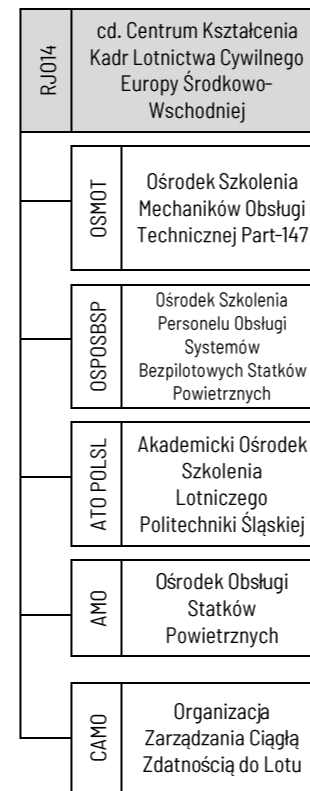 RJO14
cd. Centrum Kształcenia
Kadr Lotnictwa Cywilnego
Europy Środkowo-
Wschodniej
OSMOT
Ośrodek Szkolenia
Mechaników Obsługi
Technicznej Part-147
OSPOSBSP
Ośrodek Szkolenia
Personelu Obsługi
Systemów
Bezpilotowych Statków
Powietrznych
ATO POLSL
Akademicki Ośrodek
Szkolenia
Lotniczego
Politechniki Śląskiej
AMO
Ośrodek Obsługi
Statków
Powietrznych
CAMO
Organizacja
Zarządzania Ciągłą
Zdatnością do Lotu